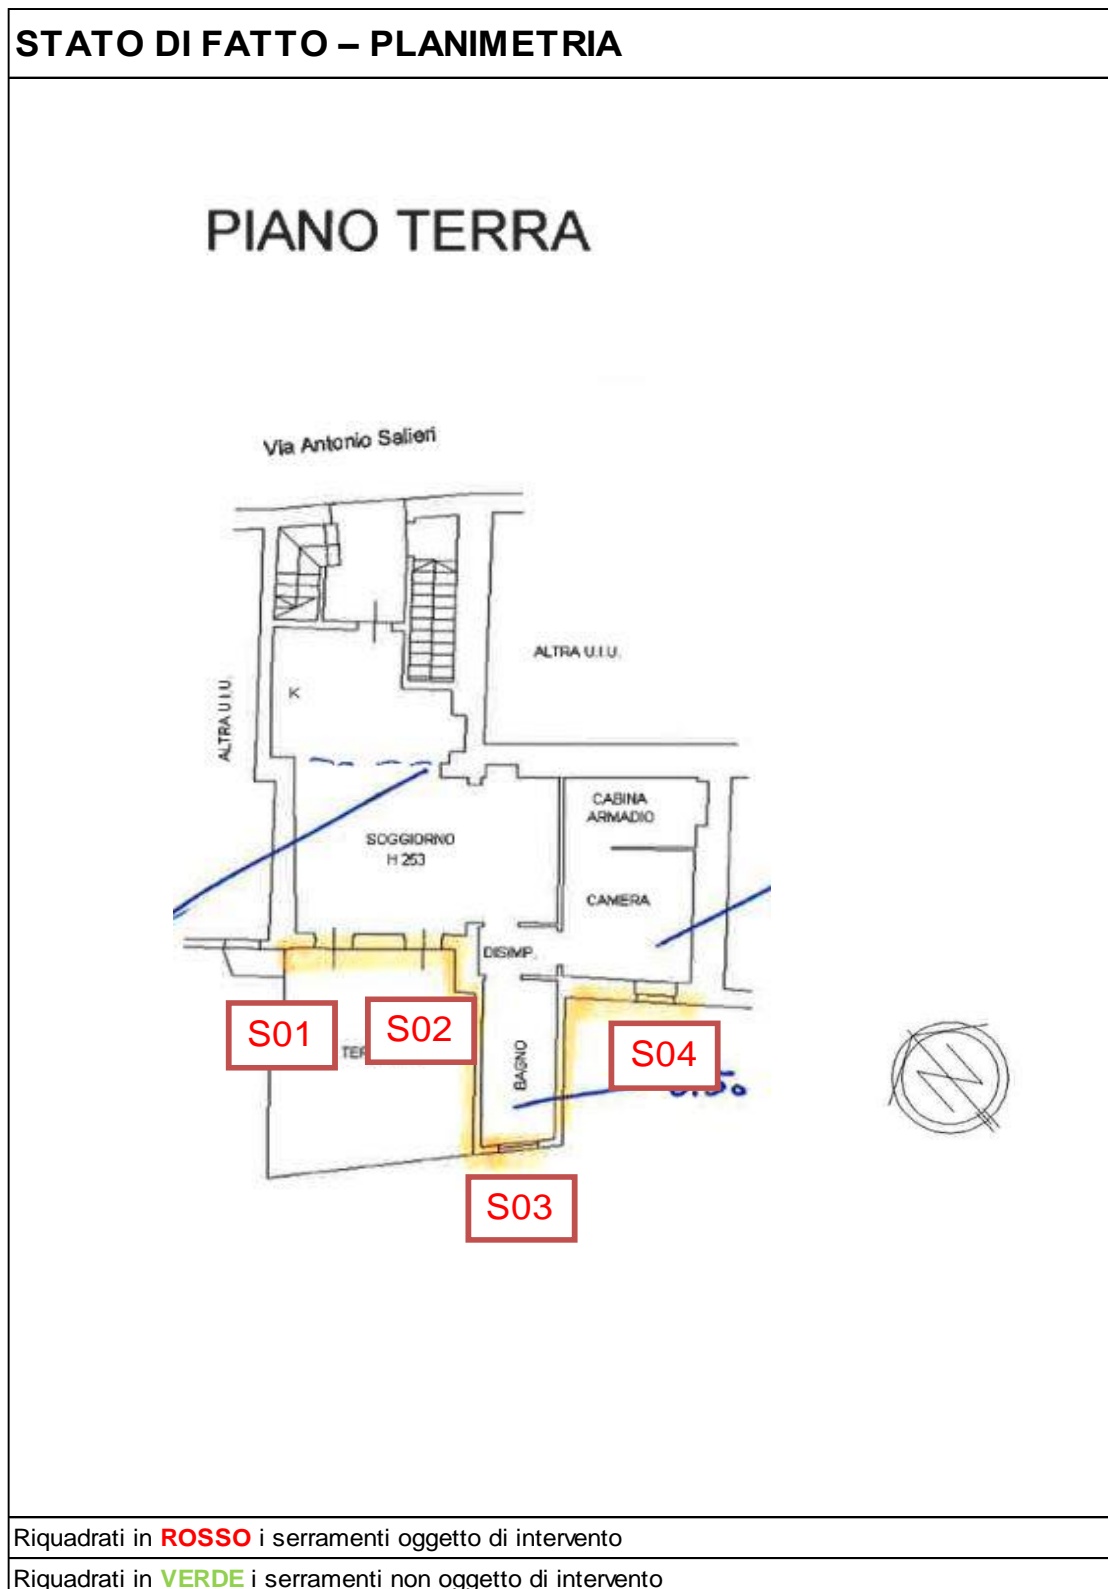 STATO DI FATTO – PLANIMETRIA
PIANO TERRA
Via Antonio Salieri
ALTRA U.I.U.
ALTRA U.I.U.
K
CABINA
ARMADIO
SOGGIORNO
H 253
CAMERA
DISIMP.
S01
S02
S04
BAGNO
S03
Riquadrati in ROSSO i serramenti oggetto di intervento
Riquadrati in VERDE i serramenti non oggetto di intervento